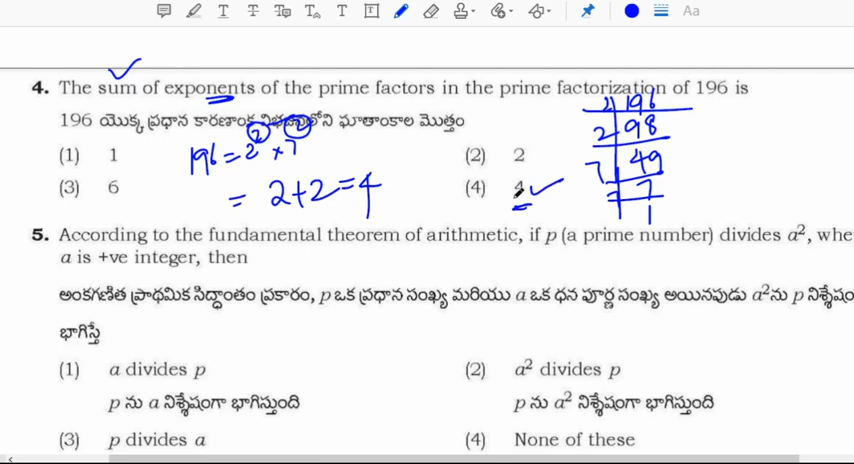 Aa
4. The sum of exponents of the prime factors in the prime factorization of 196 is
196 యొక్క ప్రధాన కారణాంక విభజనలోని ఘాతాంకాల మొత్తం
(1) 1
(2) 2
(3) 6
(4) 4
196 = 2² × 7²
= 2+2=4
2 196
2 98
7 49
7 7
1
5. According to the fundamental theorem of arithmetic, if p (a prime number) divides a², whe
a is +ve integer, then
అంకగణిత ప్రాథమిక సిద్ధాంతం ప్రకారం, p ఒక ప్రధాన సంఖ్య మరియు a ఒక ధన పూర్ణ సంఖ్య అయినపుడు a²ను p నిశ్శేషం
భాగిస్తే
(1) a divides p
(2) a² divides p
p ను a నిశ్శేషంగా భాగిస్తుంది
p ను a² నిశ్శేషంగా భాగిస్తుంది
(3) p divides a
(4) None of these